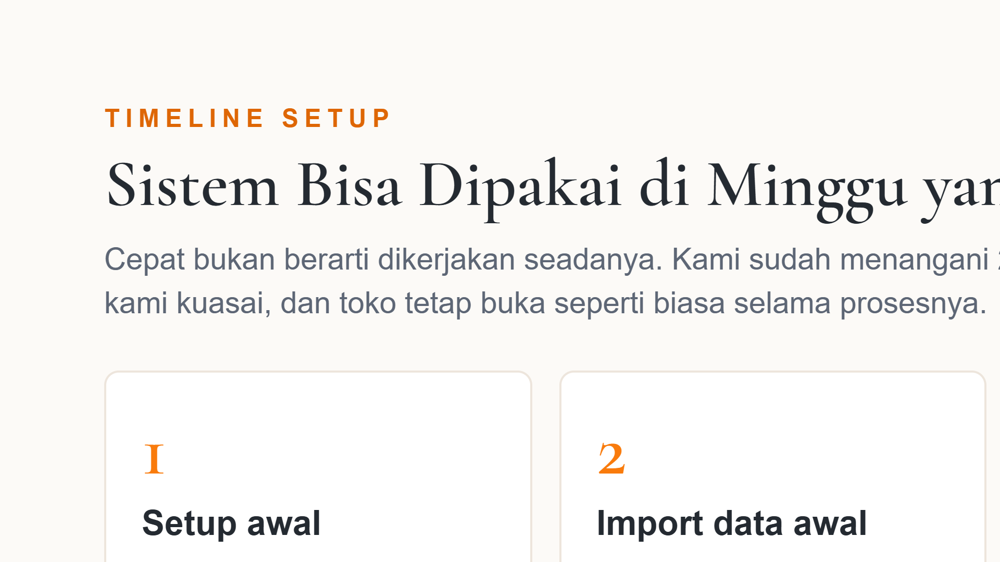 TIMELINE SETUP
Sistem Bisa Dipakai di Minggu
Cepat bukan berarti dikerjakan seadanya. Kami sudah menangani
kami kuasai, dan toko tetap buka seperti biasa selama prosesnya.
1
2
Setup awal
Import data awal